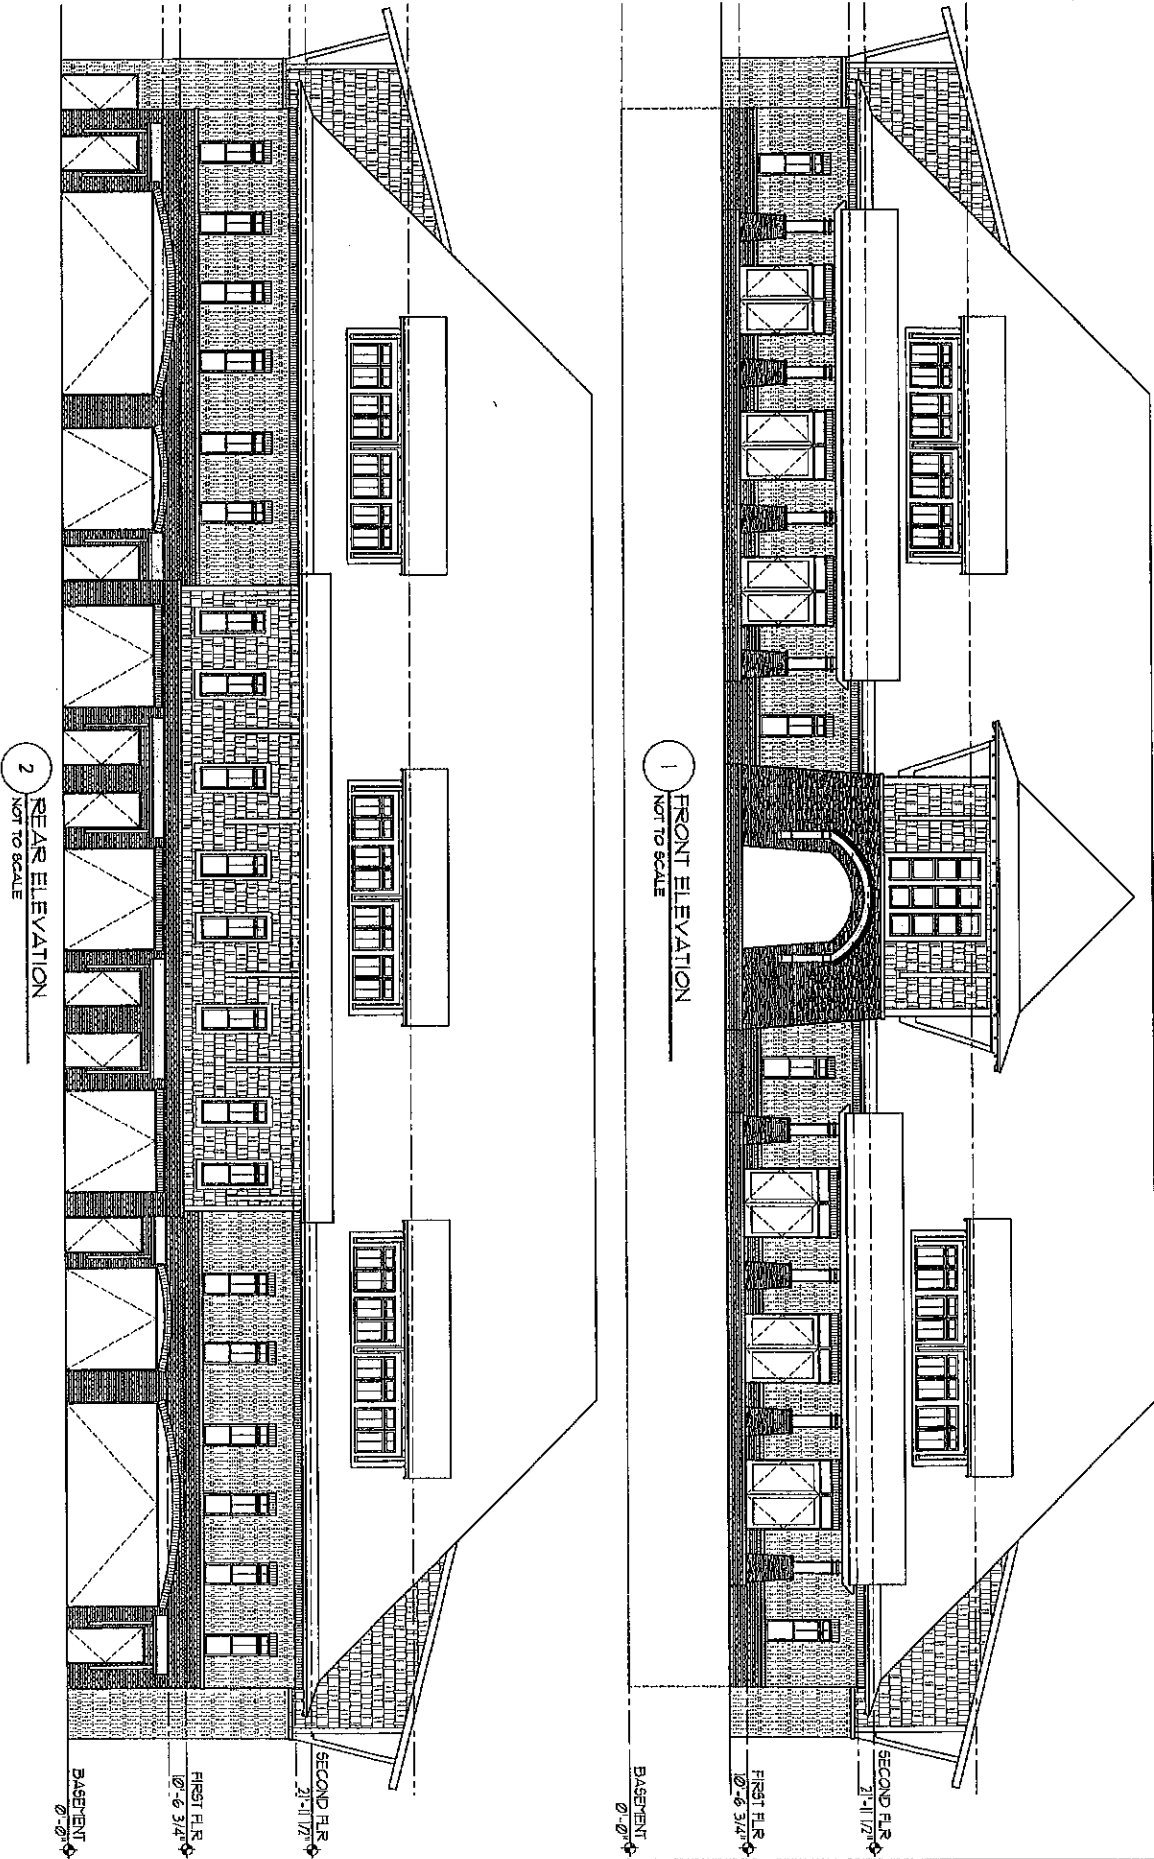 1
FRONT ELEVATION
NOT TO SCALE
SECOND FLR
21'-11 1/2"
FIRST FLR
10'-6 3/4"
BASEMENT
0'-0"
2
REAR ELEVATION
NOT TO SCALE
SECOND FLR
21'-11 1/2"
FIRST FLR
10'-6 3/4"
BASEMENT
0'-0"